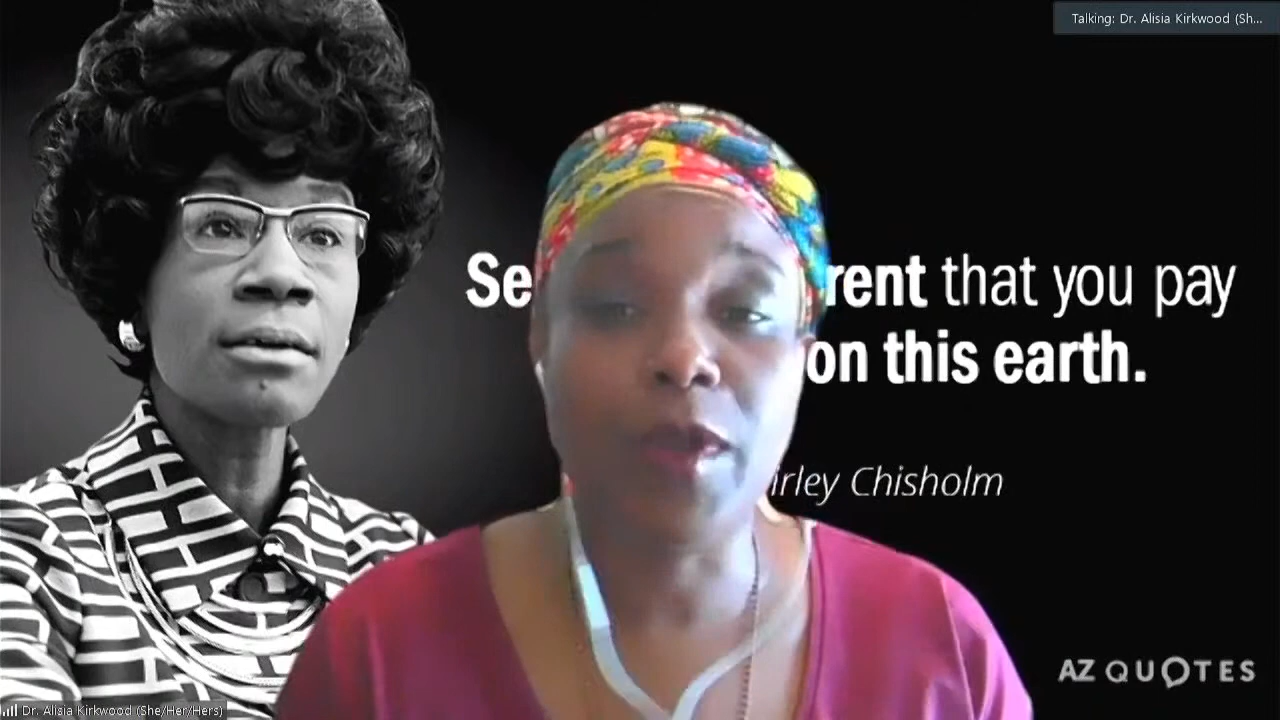 Talking: Dr. Alisia Kirkwood (Sh...
Se rent that you pay
on this earth.
irley Chisholm
AZ QUOTES
Dr. Alisia Kirkwood (She/Her/Hers)